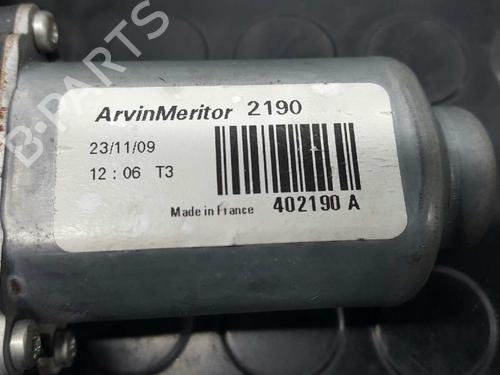 B-PARTS
ArvinMeritor 2190
23/11/09
12 : 06 T3
Made in France 402190 A